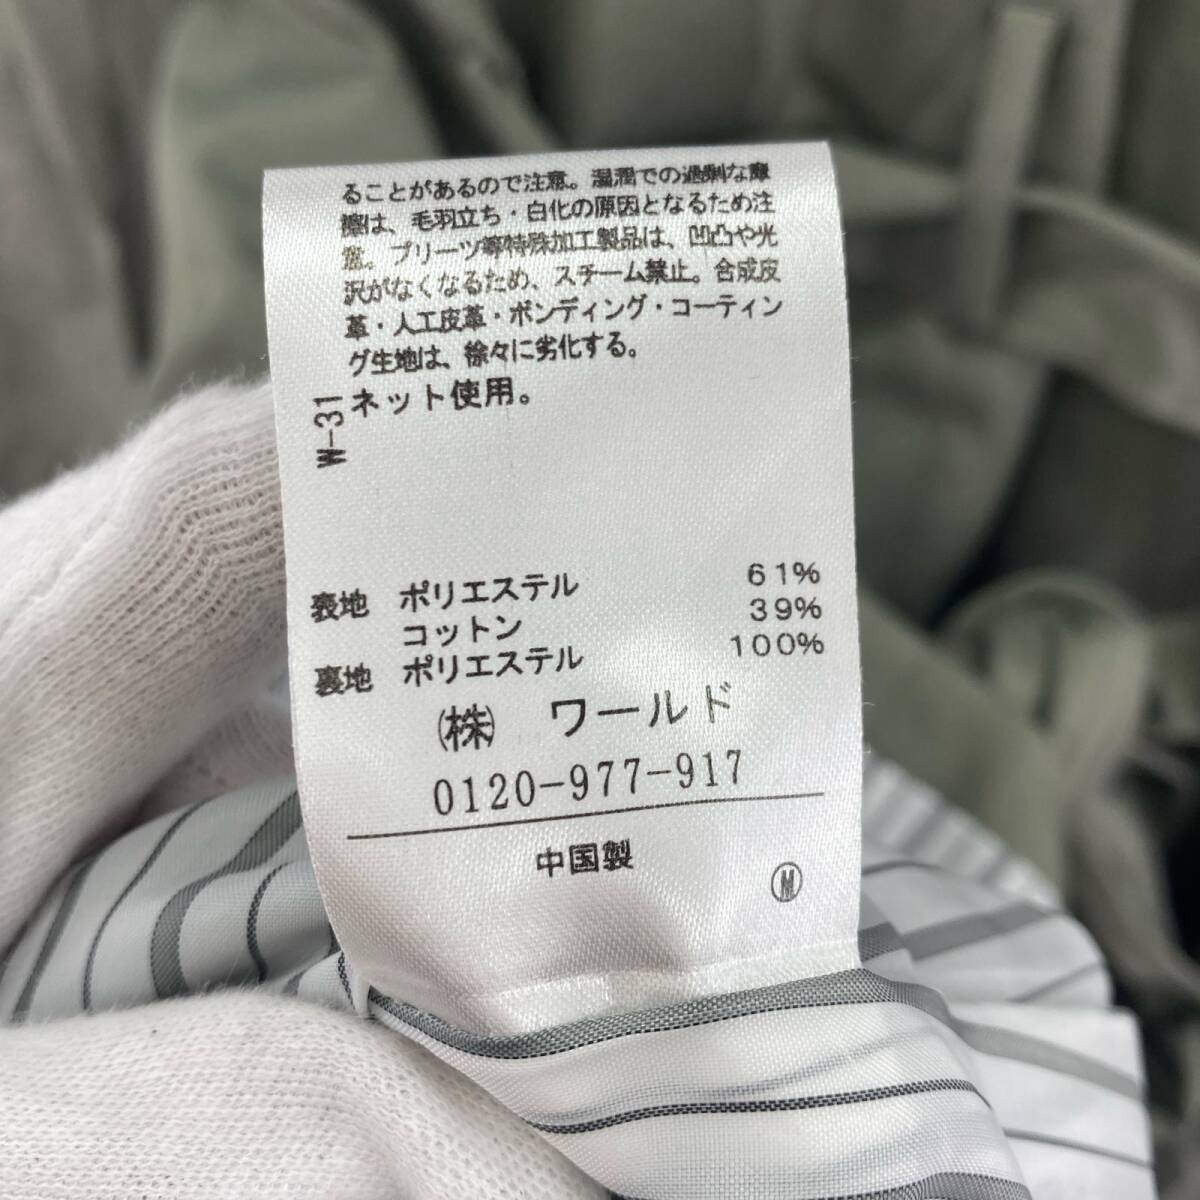 ることがあるので注意。湿潤での過剰な摩
擦は、毛羽立ち・白化の原因となるため注
意。プリーツ等特殊加工製品は、凹凸や光
沢がなくなるため、スチーム禁止。合成皮
革・人工皮革・ボンディング・コーティン
グ生地は、徐々に劣化する。
ネット使用。
W-31
表地 ポリエステル 61%
コットン 39%
裏地 ポリエステル 100%
㈱ ワールド
0120-977-917
中国製
Ⓜ